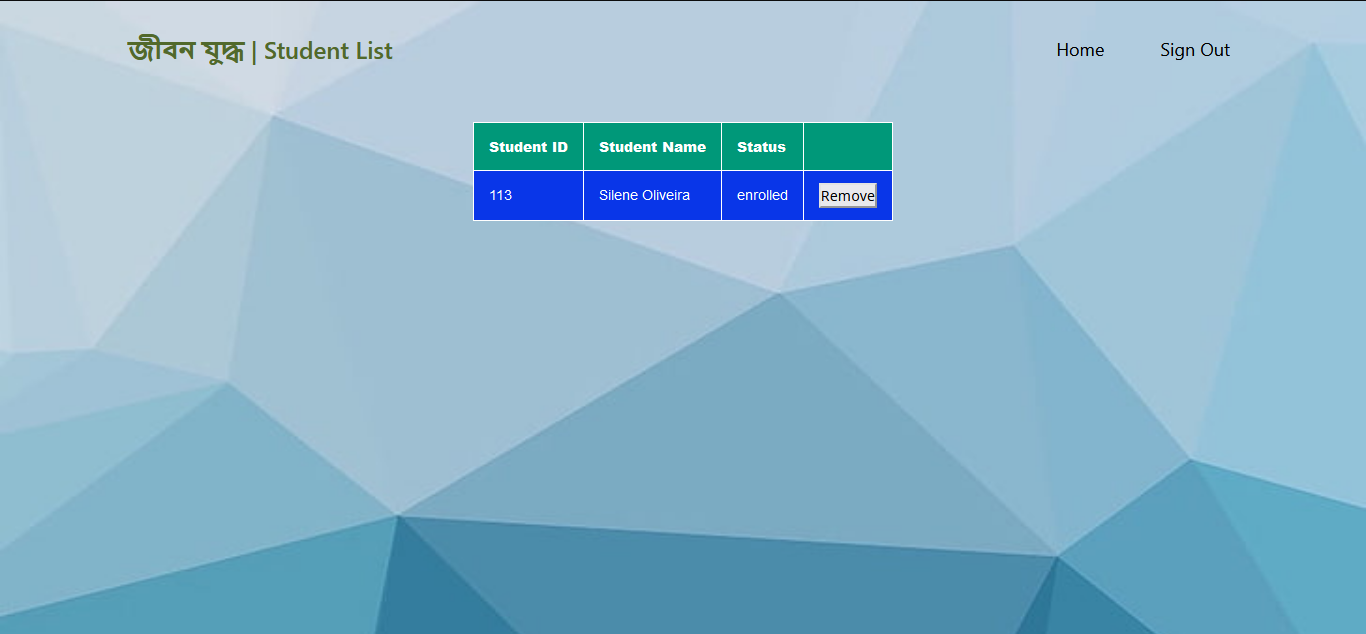 জীবন যুদ্ধ | Student List
Home
Sign Out
Student ID Student Name Status
113 Silene Oliveira enrolled Remove